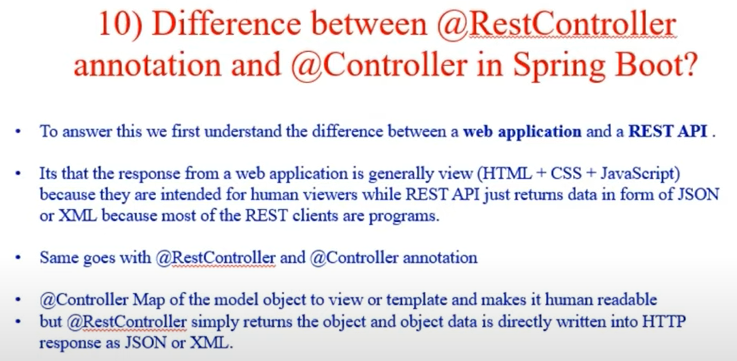 10) Difference between @RestController
annotation and @Controller in Spring Boot?
• To answer this we first understand the difference between a web application and a REST API .
• Its that the response from a web application is generally view (HTML + CSS + JavaScript)
because they are intended for human viewers while REST API just returns data in form of JSON
or XML because most of the REST clients are programs.
• Same goes with @RestController and @Controller annotation
• @Controller Map of the model object to view or template and makes it human readable
• but @RestController simply returns the object and object data is directly written into HTTP
response as JSON or XML.